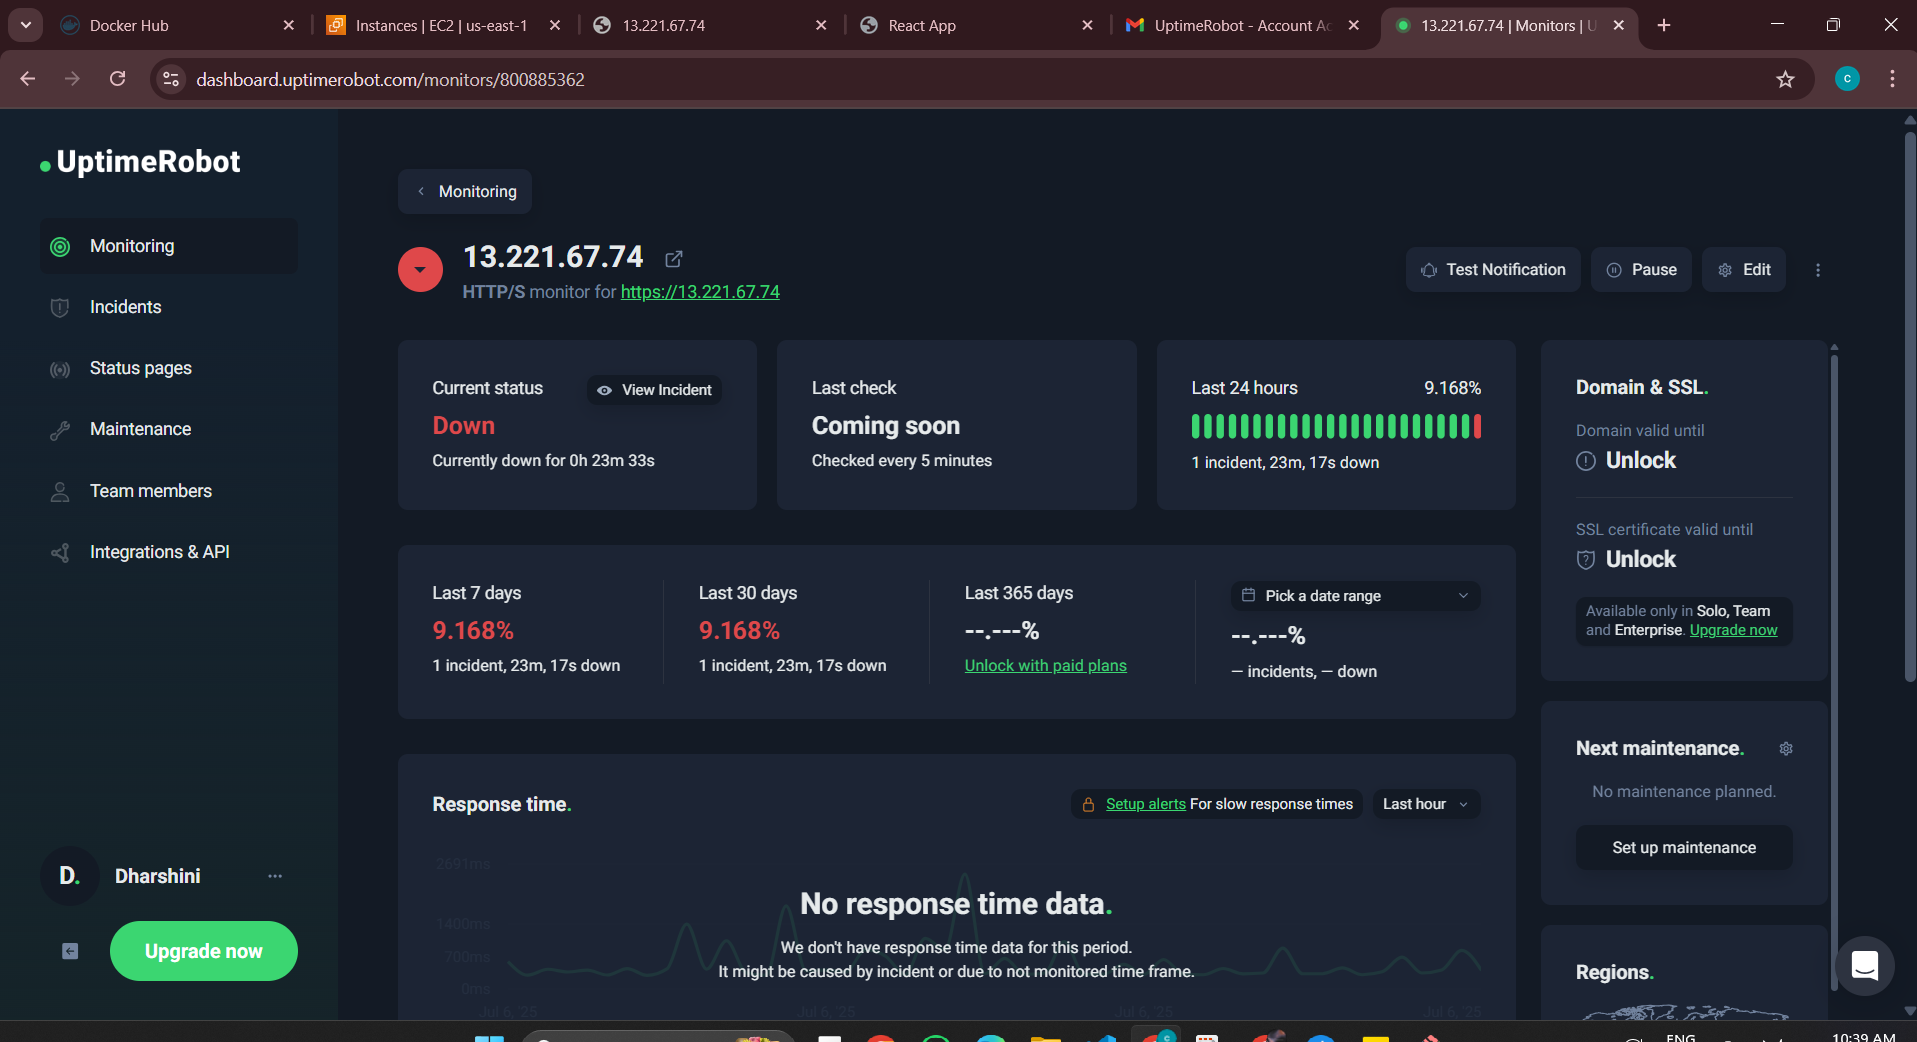 Docker Hub
Instances | EC2 | us-east-1
13.221.67.74
React App
UptimeRobot - Account Ac
13.221.67.74 | Monitors | U
dashboard.uptimerobot.com/monitors/800885362
C
UptimeRobot
Monitoring
Incidents
Status pages
Maintenance
Team members
Integrations & API
D.
Dharshini
Upgrade now
Monitoring
13.221.67.74
HTTP/S monitor for https://13.221.67.74
Test Notification
Pause
Edit
Current status
View Incident
Down
Currently down for 0h 23m 33s
Last check
Coming soon
Checked every 5 minutes
Last 24 hours
9.168%
1 incident, 23m, 17s down
Domain & SSL.
Domain valid until
Unlock
SSL certificate valid until
Unlock
Available only in Solo, Team
and Enterprise. Upgrade now
Last 7 days
9.168%
1 incident, 23m, 17s down
Last 30 days
9.168%
1 incident, 23m, 17s down
Last 365 days
--.---%
Unlock with paid plans
Pick a date range
--.---%
— incidents, — down
Next maintenance.
No maintenance planned.
Set up maintenance
Response time.
Setup alerts For slow response times
Last hour
2691ms
1400ms
700ms
0ms
No response time data.
We don't have response time data for this period.
It might be caused by incident or due to not monitored time frame.
Jul 6, '25
Jul 6, '25
Jul 6, '25
Jul 6, '25
Regions.
ENG
10:39 AM